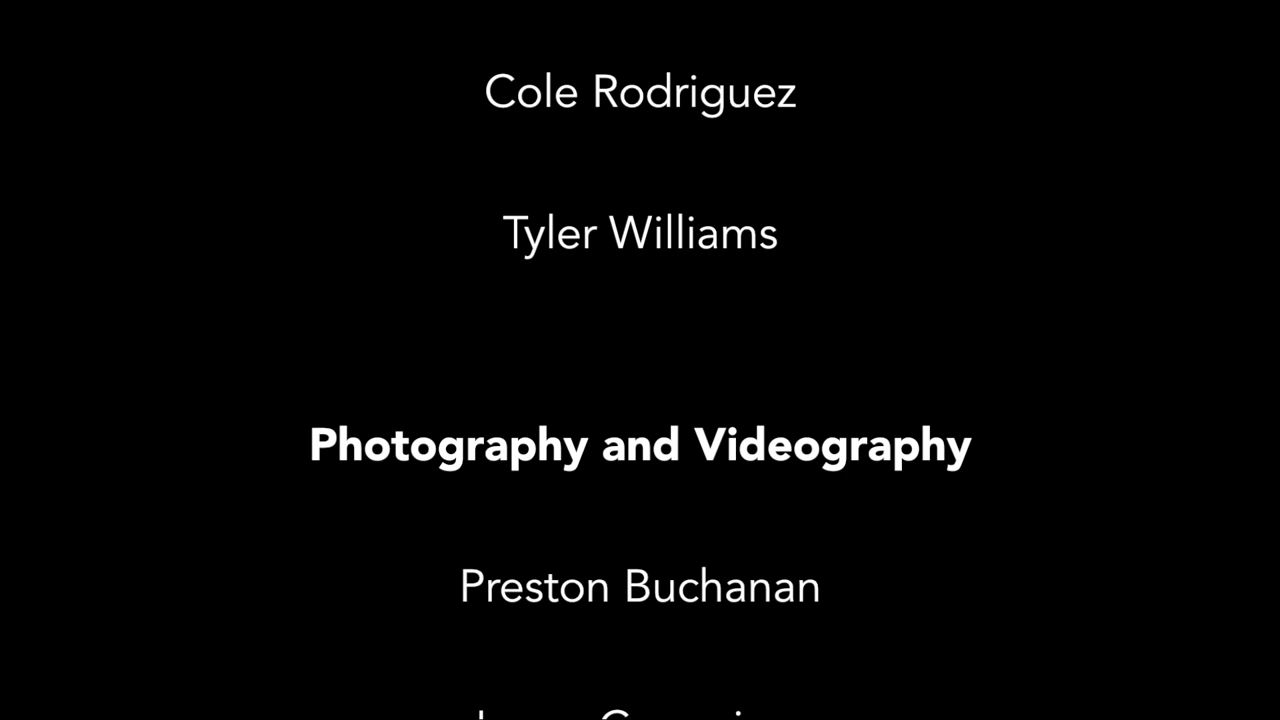 Cole Rodriguez
Tyler Williams
Photography and Videography
Preston Buchanan